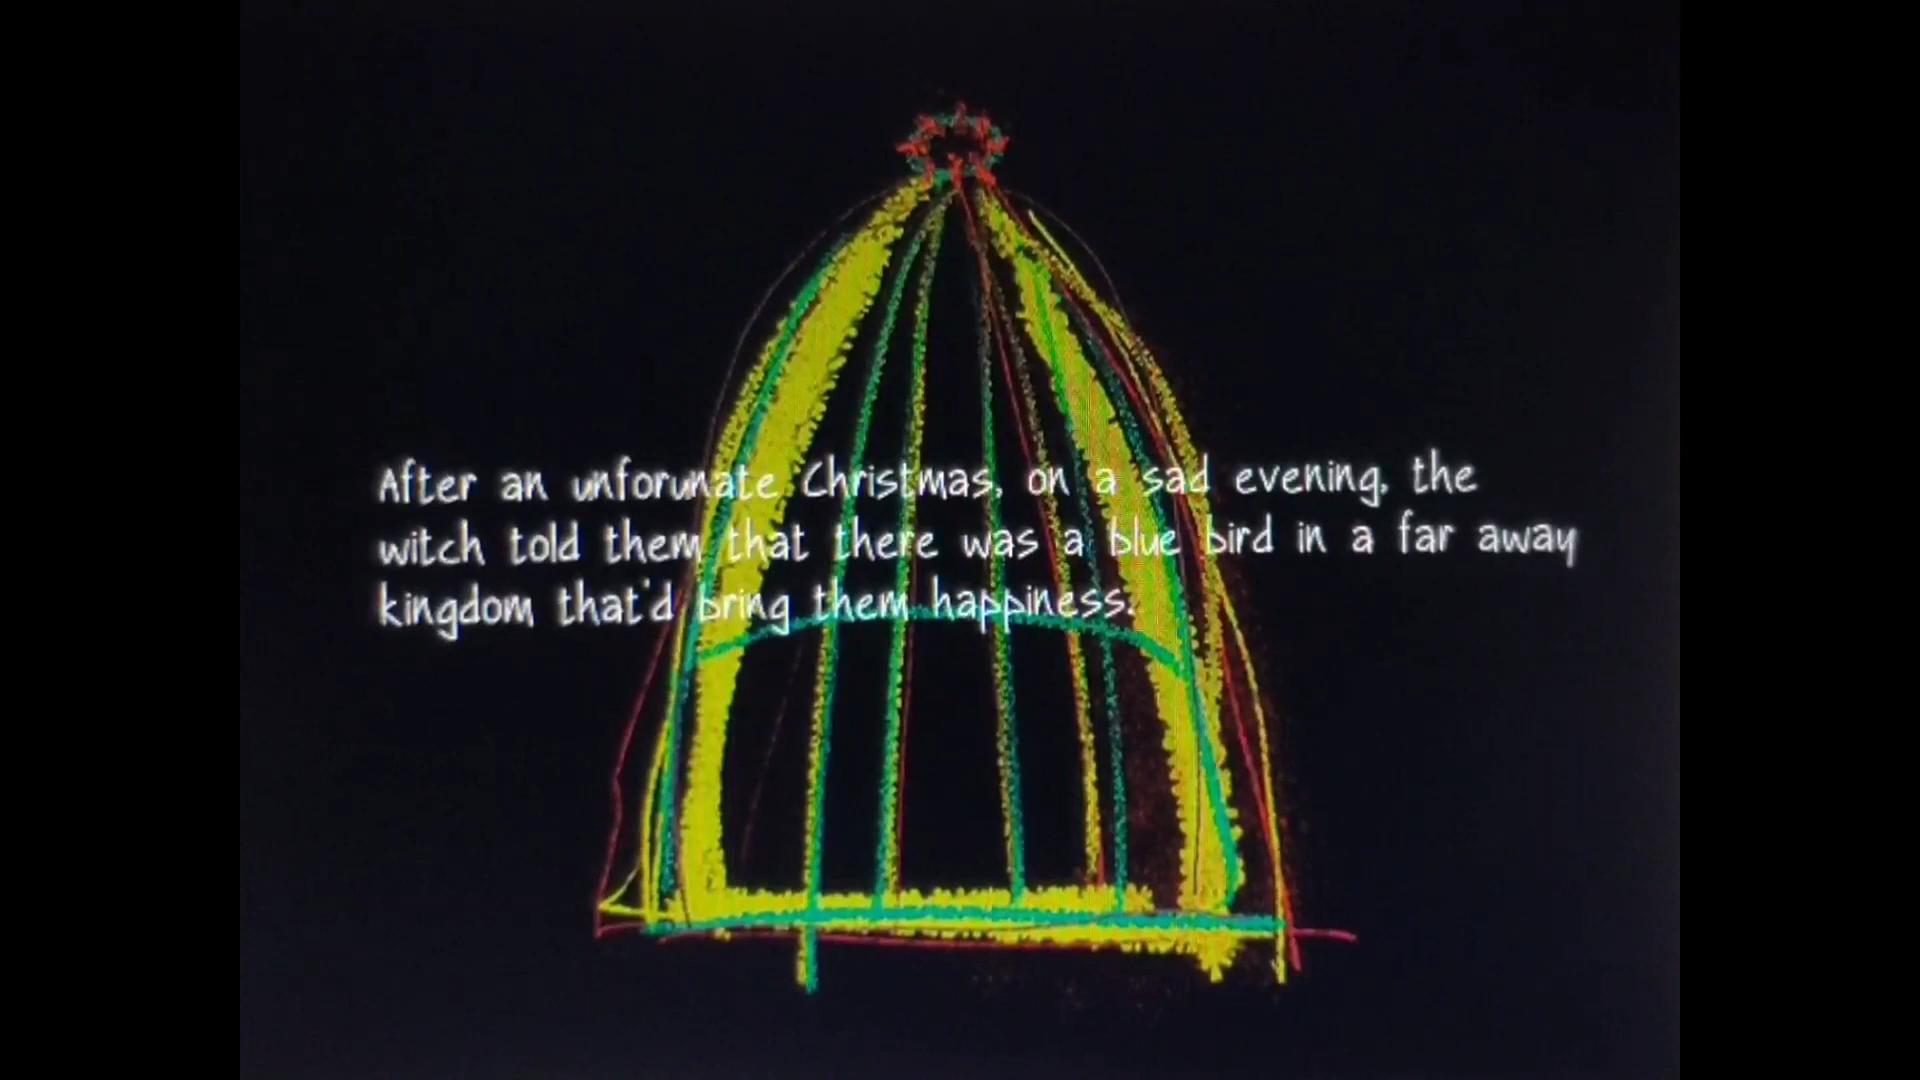 After an unforunate Christmas, on a sad evening, the
witch told them that there was a blue bird in a far away
kingdom that'd bring them happiness.